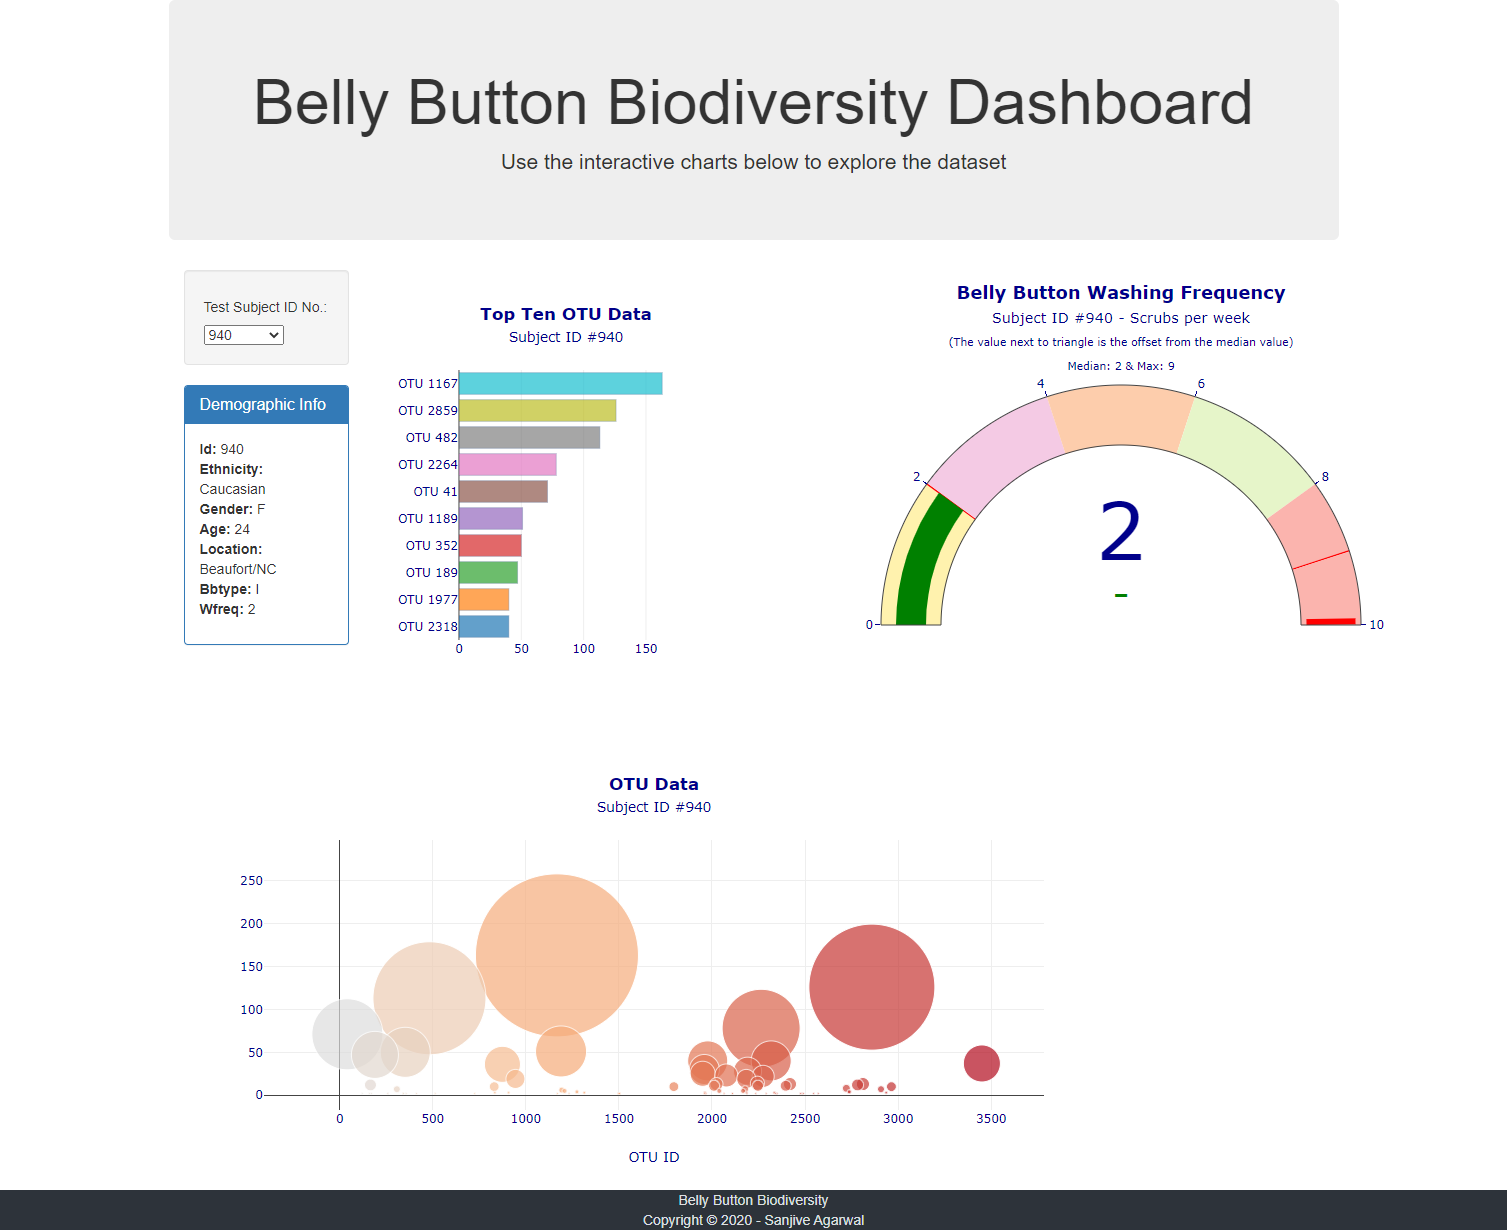 Belly Button Biodiversity Dashboard
Use the interactive charts below to explore the dataset
Test Subject ID No.:
940
Demographic Info
Id: 940
Ethnicity:
Caucasian
Gender: F
Age: 24
Location:
Beaufort/NC
Bbtype: I
Wfreq: 2
Top Ten OTU Data
Subject ID #940
OTU 1167
OTU 2859
OTU 482
OTU 2264
OTU 41
OTU 1189
OTU 352
OTU 189
OTU 1977
OTU 2318
0 50 100 150
Belly Button Washing Frequency
Subject ID #940 - Scrubs per week
(The value next to triangle is the offset from the median value)
Median: 2 & Max: 9
0
2
4
6
8
10
2
-
OTU Data
Subject ID #940
250
200
150
100
50
0
0 500 1000 1500 2000 2500 3000 3500
OTU ID
Belly Button Biodiversity
Copyright © 2020 - Sanjive Agarwal